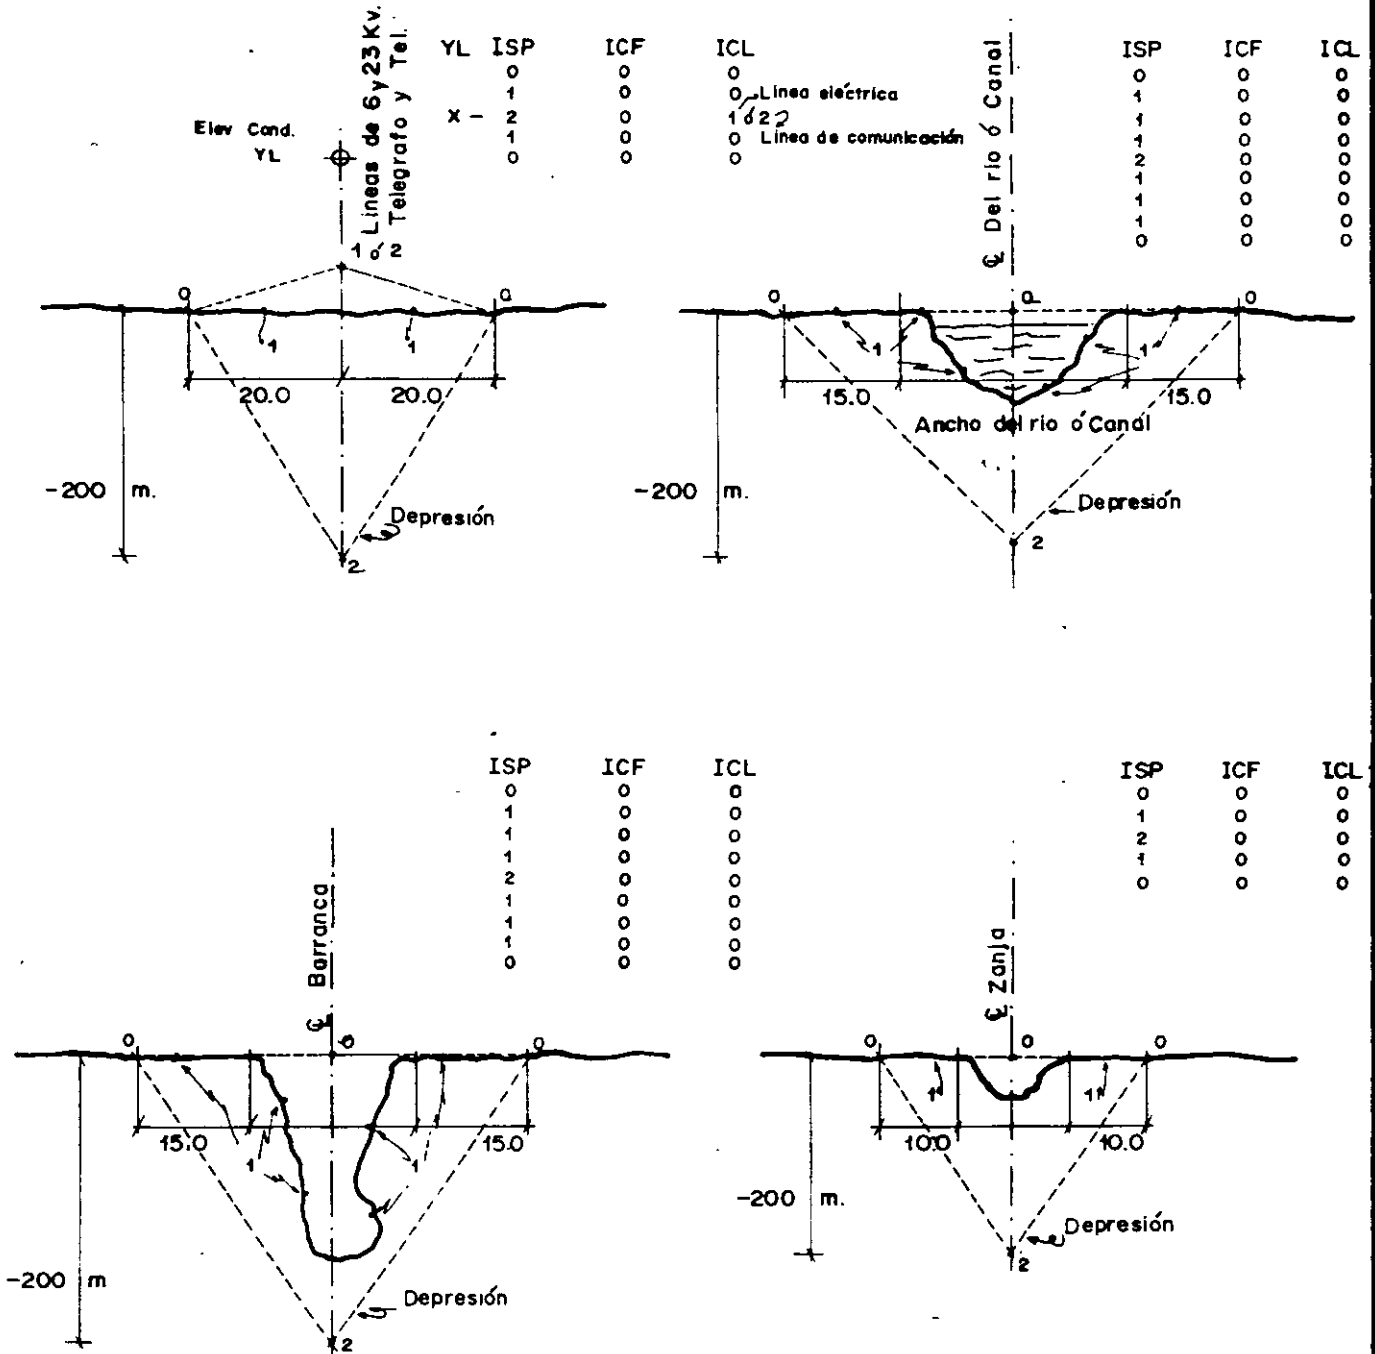 Líneas de 6 y 23 Kv.
Telegrafo y Tel.
Elev Cond.
YL
YL ISP ICF ICL
0 0 0
1 0 0 Línea eléctrica
X - 2 0 1 ó 2
1 0 0 Línea de comunicación
0 0 0
1 ó 2
0 0
1 1
20.0 20.0
-200 m.
Depresión
2
℄ Del río ó Canal
ISP ICF ICL
0 0 0
1 0 0
1 0 0
1 0 0
2 0 0
1 0 0
1 0 0
1 0 0
0 0 0
0 0 0
1 1
15.0 15.0
Ancho del rio ó Canal
-200 m.
Depresión
2
℄ Barranca
ISP ICF ICL
0 0 0
1 0 0
1 0 0
1 0 0
2 0 0
1 0 0
1 0 0
1 0 0
0 0 0
0 0 0
15.0 15.0
1 1
-200 m
Depresión
2
℄ Zanja
ISP ICF ICL
0 0 0
1 0 0
2 0 0
1 0 0
0 0 0
0 0 0
1 1
10.0 10.0
-200 m.
Depresión
2